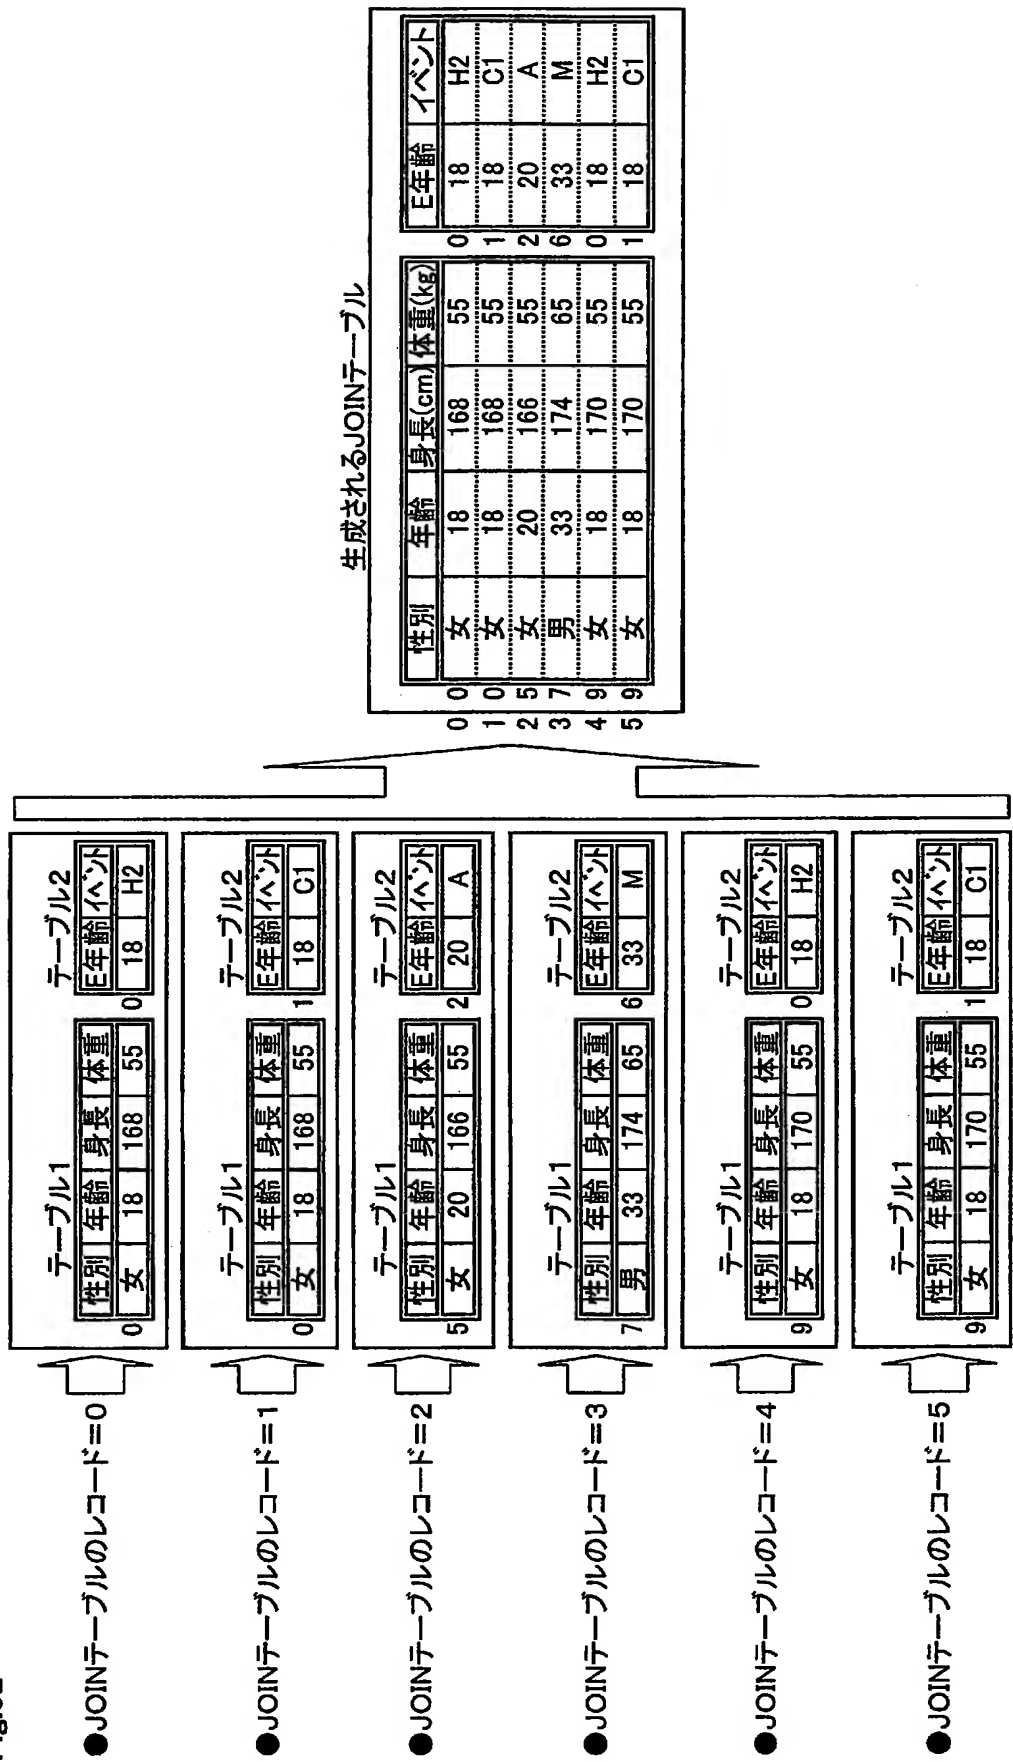 ●JOINテーブルのレコード=0
テーブル1 テーブル2
性別 年齢 身長 体重 E年齢 イベント
0 女 18 168 55 0 18 H2
●JOINテーブルのレコード=1
テーブル1 テーブル2
性別 年齢 身長 体重 E年齢 イベント
0 女 18 168 55 1 18 C1
●JOINテーブルのレコード=2
テーブル1 テーブル2
性別 年齢 身長 体重 E年齢 イベント
5 女 20 166 55 2 20 A
●JOINテーブルのレコード=3
テーブル1 テーブル2
性別 年齢 身長 体重 E年齢 イベント
7 男 33 174 65 6 33 M
●JOINテーブルのレコード=4
テーブル1 テーブル2
性別 年齢 身長 体重 E年齢 イベント
9 女 18 170 55 0 18 H2
●JOINテーブルのレコード=5
テーブル1 テーブル2
性別 年齢 身長 体重 E年齢 イベント
9 女 18 170 55 1 18 C1
生成されるJOINテーブル
性別 年齢 身長(cm) 体重(kg) E年齢 イベント
0 0 女 18 168 55 0 18 H2
1 0 女 18 168 55 1 18 C1
2 5 女 20 166 55 2 20 A
3 7 男 33 174 65 6 33 M
4 9 女 18 170 55 0 18 H2
5 9 女 18 170 55 1 18 C1